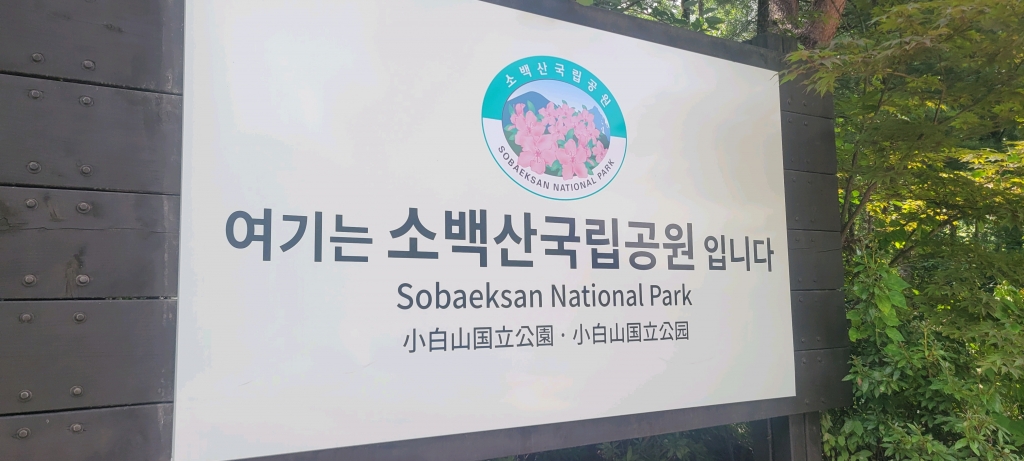 소백산국립공원
SOBAEKSAN NATIONAL PARK
여기는 소백산국립공원 입니다
Sobaeksan National Park
小白山国立公園 · 小白山国立公园